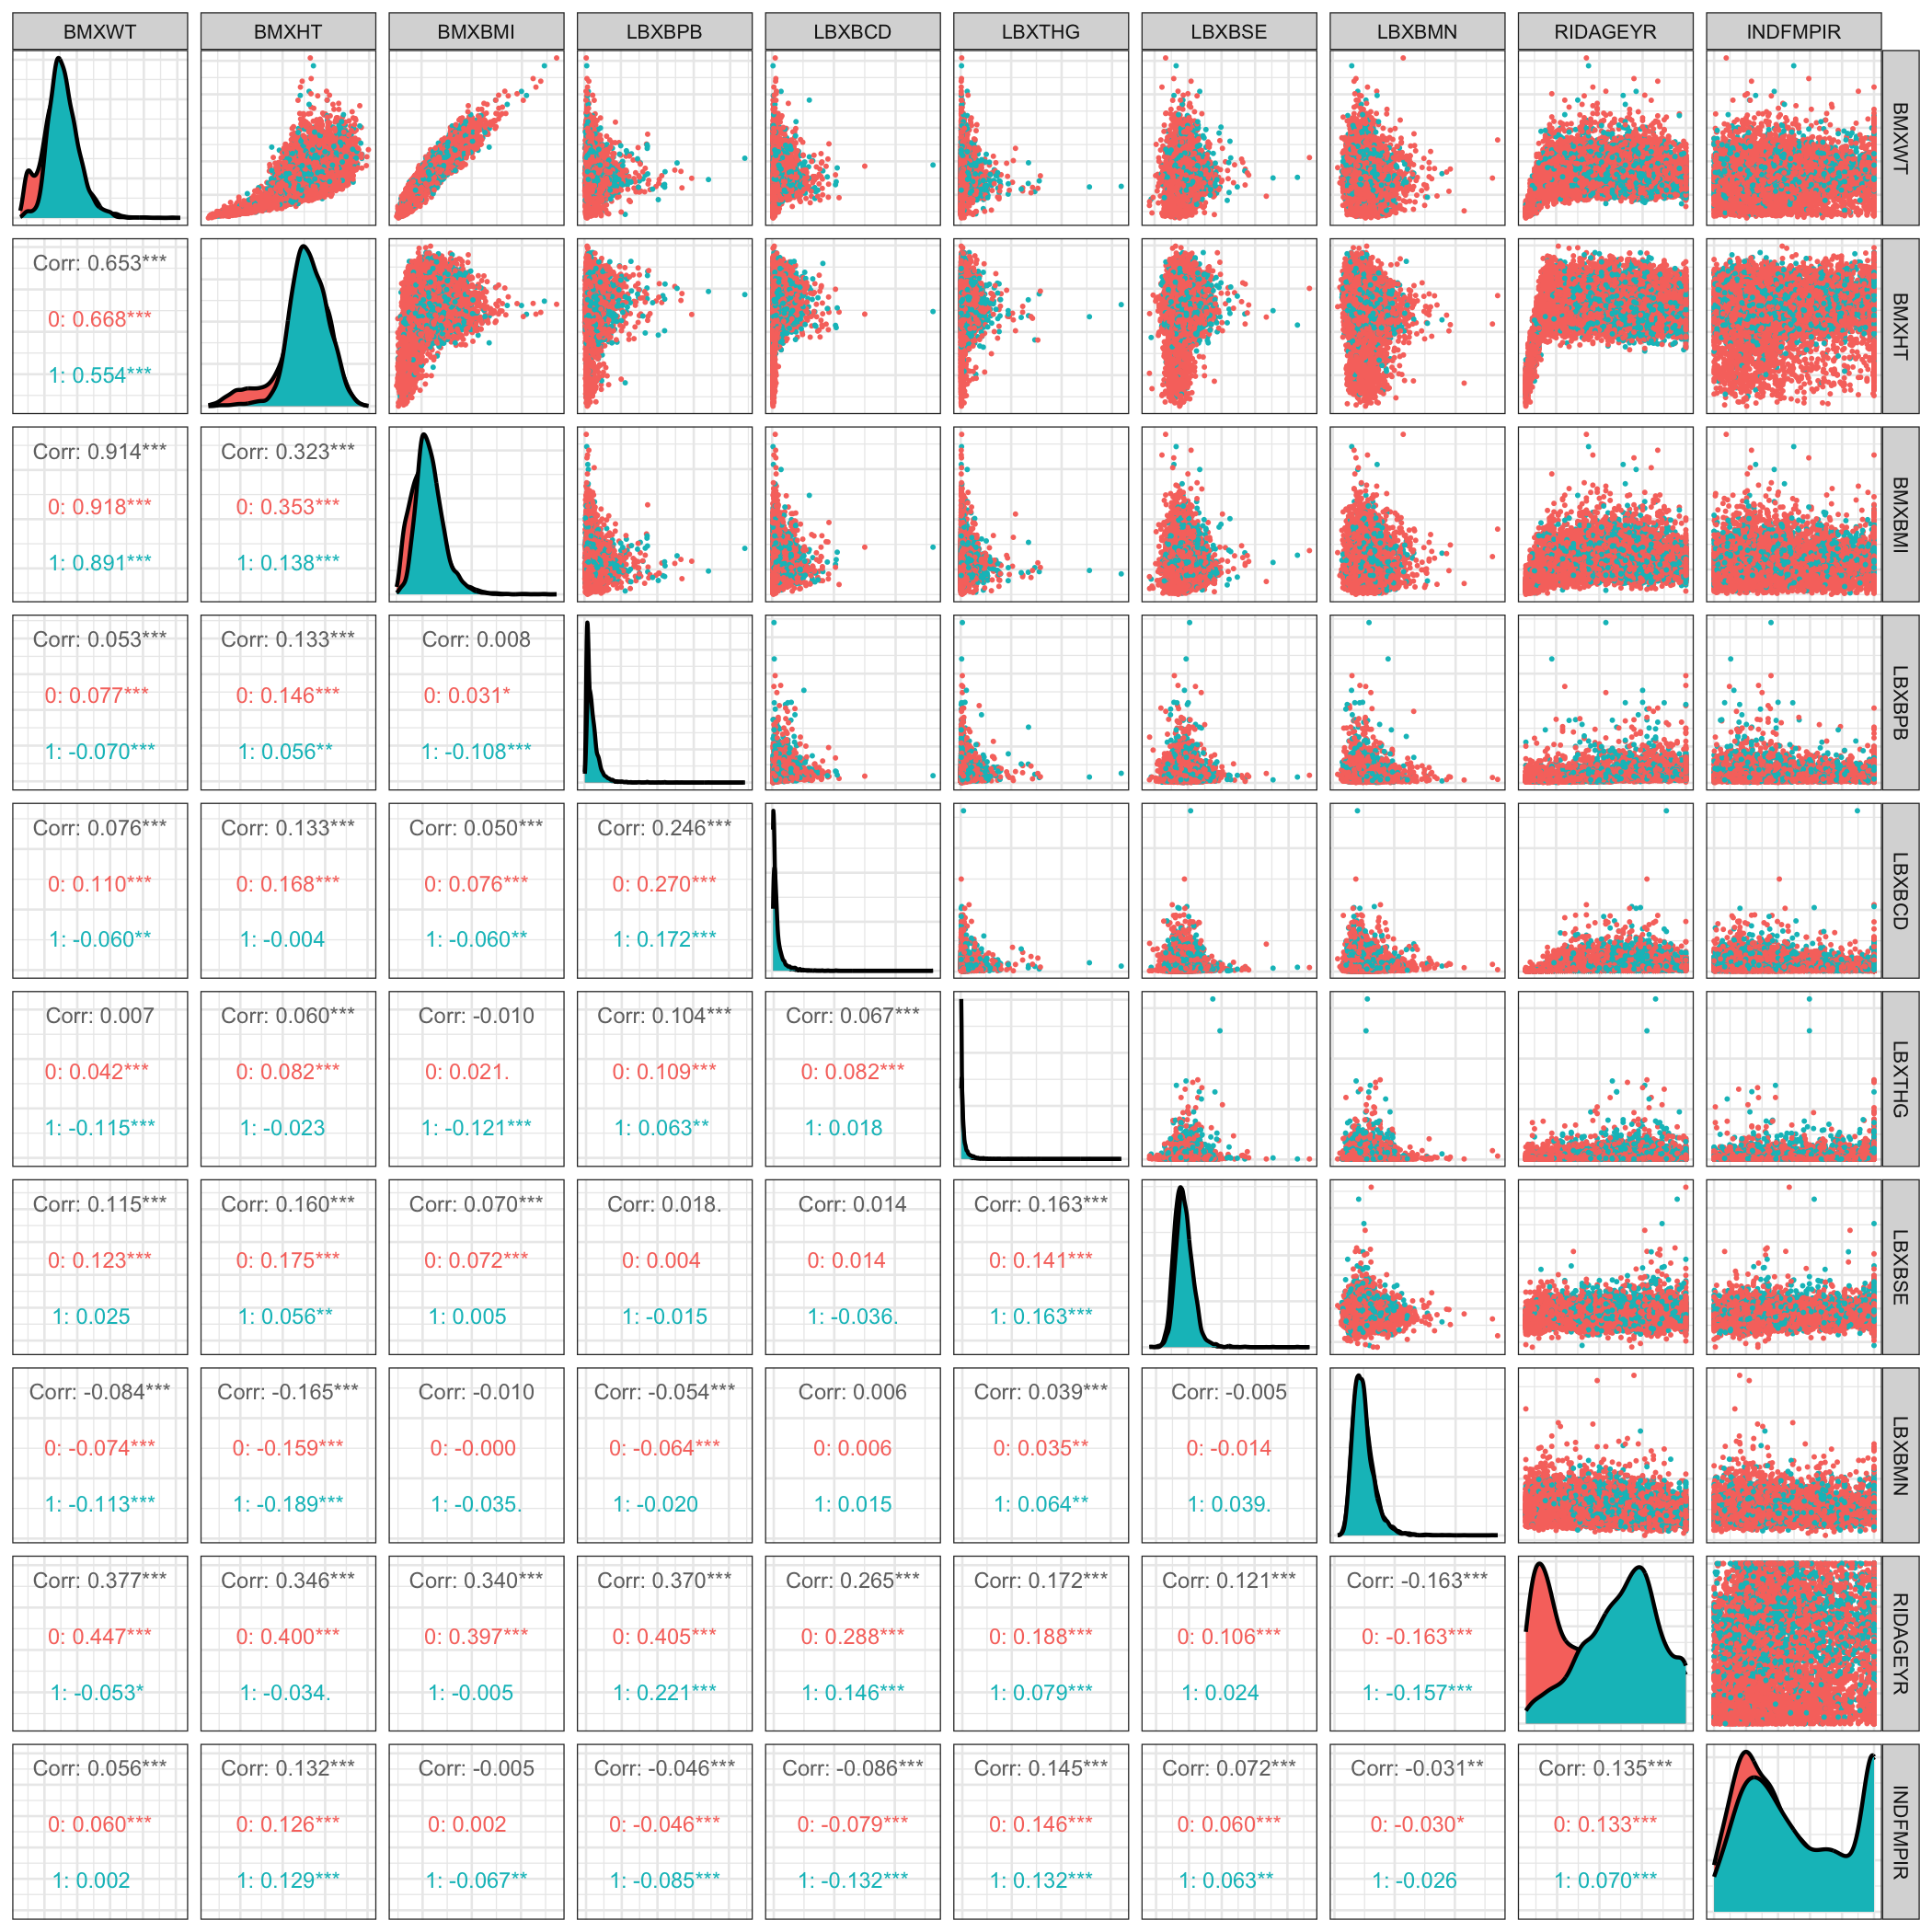 BMXWT BMXHT BMXBMI LBXBPB LBXBCD LBXTHG LBXBSE LBXBMN RIDAGEYR INDFMPIR
BMXWT
Corr: 0.653***
0: 0.668***
1: 0.554***
BMXHT
Corr: 0.914*** Corr: 0.323***
0: 0.918*** 0: 0.353***
1: 0.891*** 1: 0.138***
BMXBMI
Corr: 0.053*** Corr: 0.133*** Corr: 0.008
0: 0.077*** 0: 0.146*** 0: 0.031*
1: -0.070*** 1: 0.056** 1: -0.108***
LBXBPB
Corr: 0.076*** Corr: 0.133*** Corr: 0.050*** Corr: 0.246***
0: 0.110*** 0: 0.168*** 0: 0.076*** 0: 0.270***
1: -0.060** 1: -0.004 1: -0.060** 1: 0.172***
LBXBCD
Corr: 0.007 Corr: 0.060*** Corr: -0.010 Corr: 0.104*** Corr: 0.067***
0: 0.042*** 0: 0.082*** 0: 0.021. 0: 0.109*** 0: 0.082***
1: -0.115*** 1: -0.023 1: -0.121*** 1: 0.063** 1: 0.018
LBXTHG
Corr: 0.115*** Corr: 0.160*** Corr: 0.070*** Corr: 0.018. Corr: 0.014 Corr: 0.163***
0: 0.123*** 0: 0.175*** 0: 0.072*** 0: 0.004 0: 0.014 0: 0.141***
1: 0.025 1: 0.056** 1: 0.005 1: -0.015 1: -0.036. 1: 0.163***
LBXBSE
Corr: -0.084*** Corr: -0.165*** Corr: -0.010 Corr: -0.054*** Corr: 0.006 Corr: 0.039*** Corr: -0.005
0: -0.074*** 0: -0.159*** 0: -0.000 0: -0.064*** 0: 0.006 0: 0.035** 0: -0.014
1: -0.113*** 1: -0.189*** 1: -0.035. 1: -0.020 1: 0.015 1: 0.064** 1: 0.039.
LBXBMN
Corr: 0.377*** Corr: 0.346*** Corr: 0.340*** Corr: 0.370*** Corr: 0.265*** Corr: 0.172*** Corr: 0.121*** Corr: -0.163***
0: 0.447*** 0: 0.400*** 0: 0.397*** 0: 0.405*** 0: 0.288*** 0: 0.188*** 0: 0.106*** 0: -0.163***
1: -0.053* 1: -0.034. 1: -0.005 1: 0.221*** 1: 0.146*** 1: 0.079*** 1: 0.024 1: -0.157***
RIDAGEYR
Corr: 0.056*** Corr: 0.132*** Corr: -0.005 Corr: -0.046*** Corr: -0.086*** Corr: 0.145*** Corr: 0.072*** Corr: -0.031** Corr: 0.135***
0: 0.060*** 0: 0.126*** 0: 0.002 0: -0.046*** 0: -0.079*** 0: 0.146*** 0: 0.060*** 0: -0.030* 0: 0.133***
1: 0.002 1: 0.129*** 1: -0.067** 1: -0.085*** 1: -0.132*** 1: 0.132*** 1: 0.063** 1: -0.026 1: 0.070***
INDFMPIR